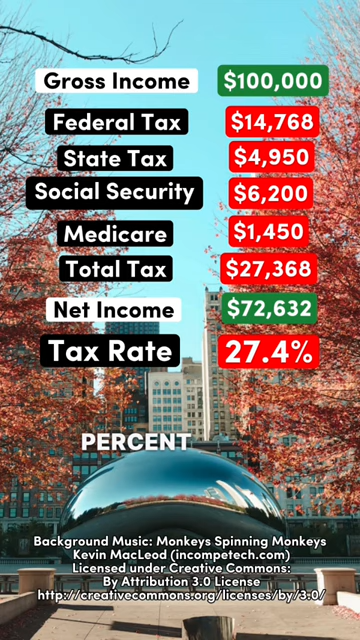 Gross Income $100,000
Federal Tax $14,768
State Tax $4,950
Social Security $6,200
Medicare $1,450
Total Tax $27,368
Net Income $72,632
Tax Rate 27.4%
PERCENT
Background Music: Monkeys Spinning Monkeys
Kevin MacLeod (incompetech.com)
Licensed under Creative Commons:
By Attribution 3.0 License
http://creativecommons.org/licenses/by/3.0/